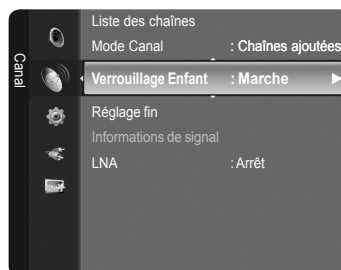 Canal
Liste des chaînes
Mode Canal : Chaînes ajoutées
Verrouillage Enfant : Marche
Réglage fin
Informations de signal
LNA : Arrêt